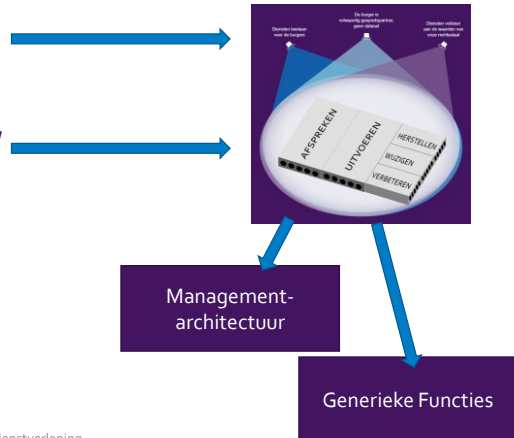 De burger is
volwaardig gesprekspartner,
geen dataset
Diensten bestaan
voor de burgers
Diensten voldoen
aan de waarden van
onze rechtsstaat
AFSPREKEN
UITVOEREN
HERSTELLEN
WIJZIGEN
VERBETEREN
Management-
architectuur
Generieke Functies